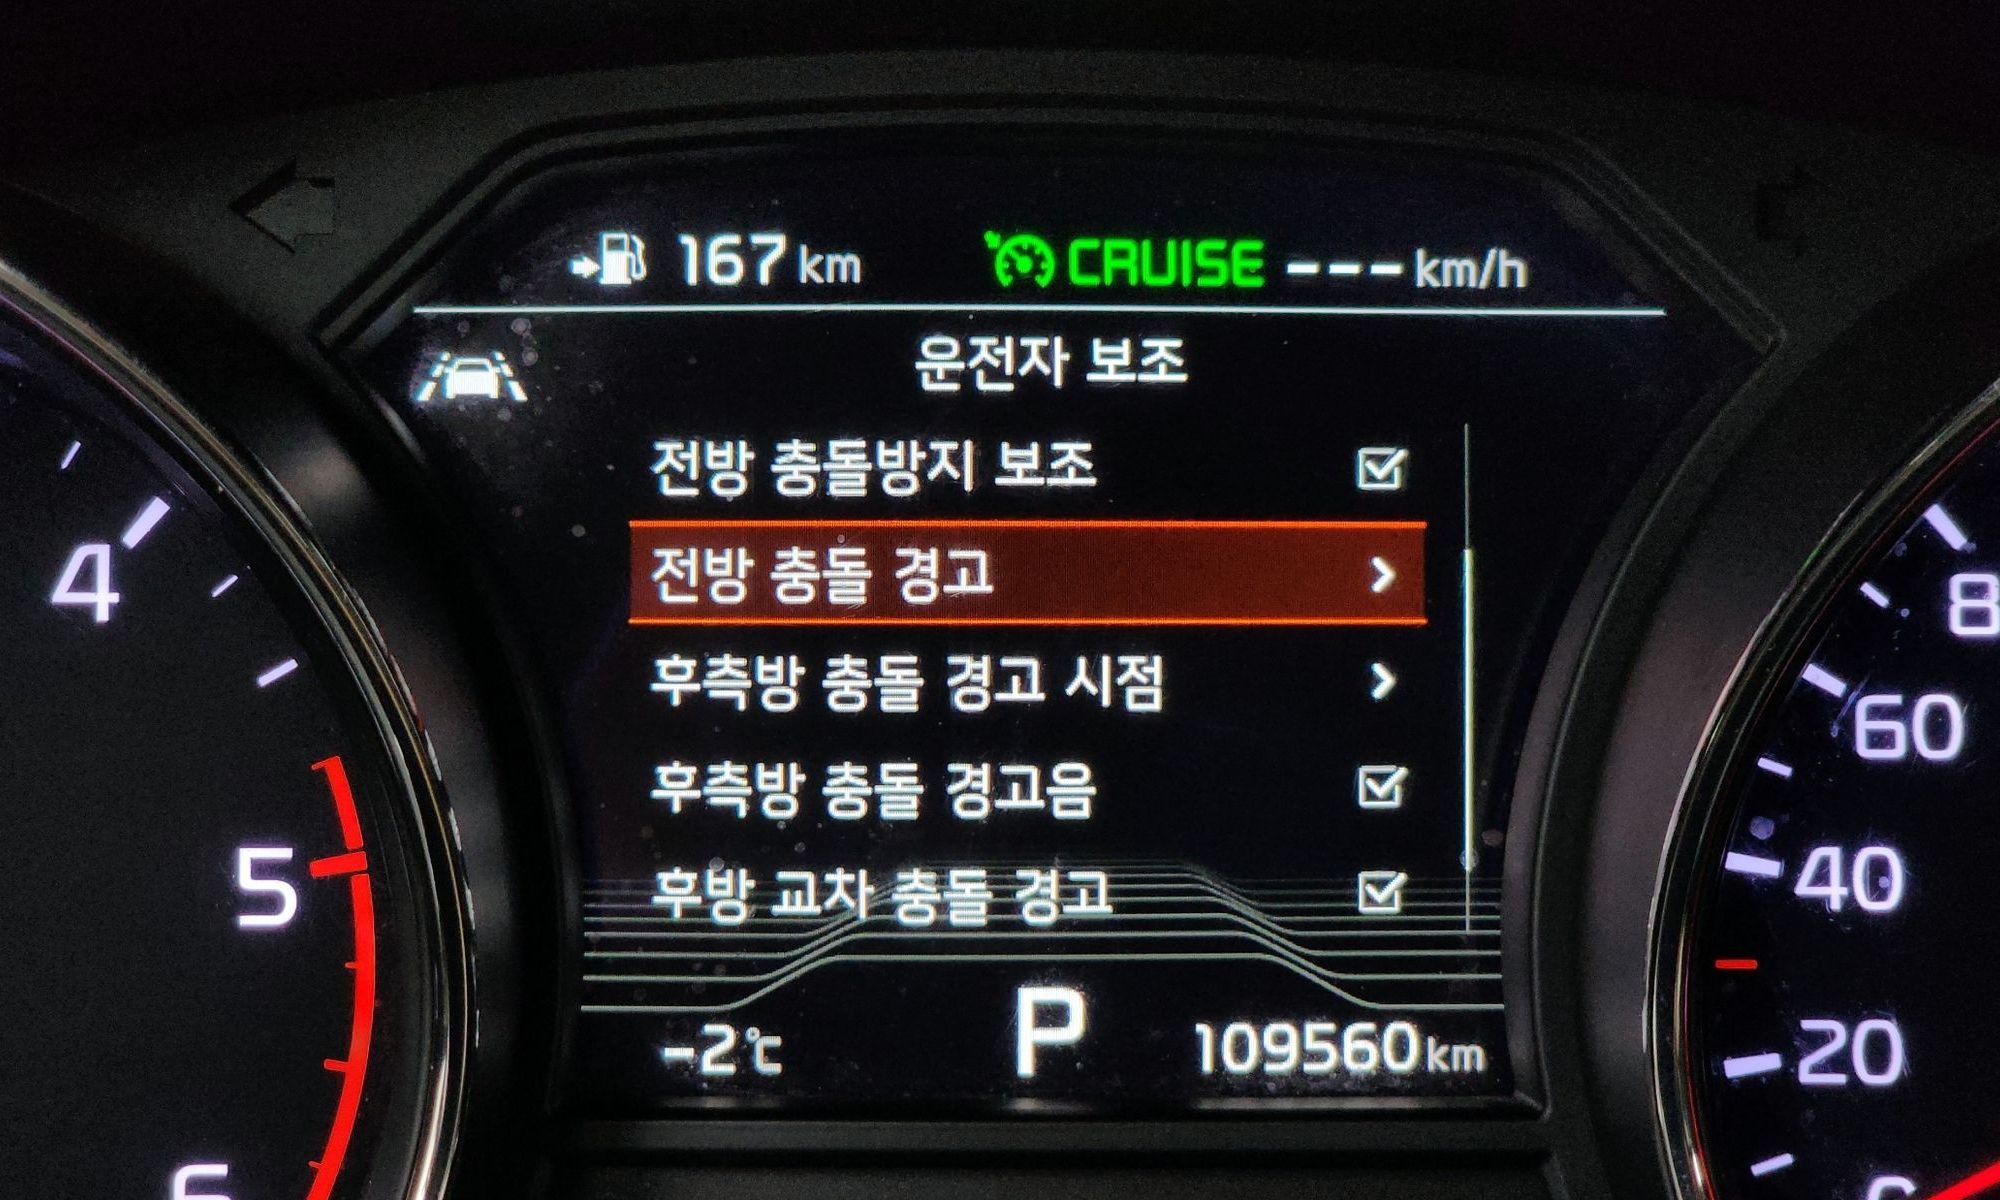 167 km CRUISE --- km/h
운전자 보조
전방 충돌방지 보조
전방 충돌 경고
후측방 충돌 경고 시점
후측방 충돌 경고음
후방 교차 충돌 경고
-2℃ P 109560 km
4
5
6
8
60
40
20